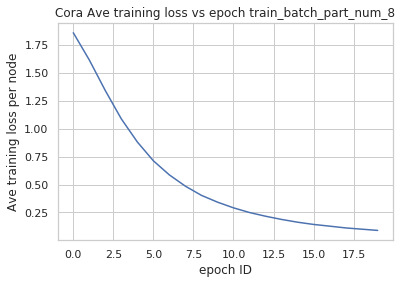 Cora Ave training loss vs epoch train_batch_part_num_8
Ave training loss per node
1.75
1.50
1.25
1.00
0.75
0.50
0.25
0.0 2.5 5.0 7.5 10.0 12.5 15.0 17.5
epoch ID